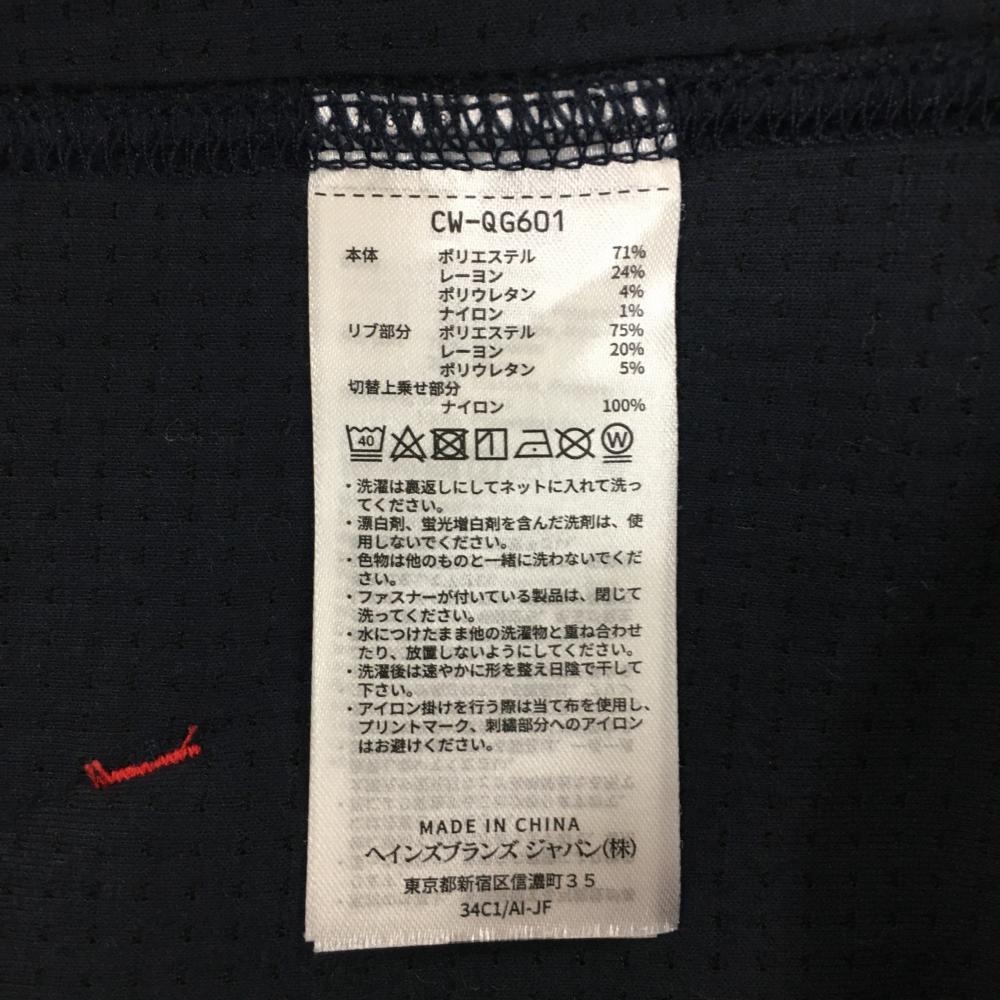 CW-QG601
本体 ポリエステル 71%
レーヨン 24%
ポリウレタン 4%
ナイロン 1%
リブ部分 ポリエステル 75%
レーヨン 20%
ポリウレタン 5%
切替上乗せ部分
ナイロン 100%
40 W
・洗濯は裏返しにしてネットに入れて洗っ
てください。
・漂白剤、蛍光増白剤を含んだ洗剤は、使
用しないでください。
・色物は他のものと一緒に洗わないでくだ
さい。
・ファスナーが付いている製品は、閉じて
洗ってください。
・水につけたまま他の洗濯物と重ね合わせ
たり、放置しないようにしてください。
・洗濯後は速やかに形を整え日陰で干して
下さい。
・アイロン掛けを行う際は当て布を使用し、
プリントマーク、刺繍部分へのアイロン
はお避けください。
MADE IN CHINA
ヘインズブランズ ジャパン(株)
東京都新宿区信濃町35
34C1/AI-JF